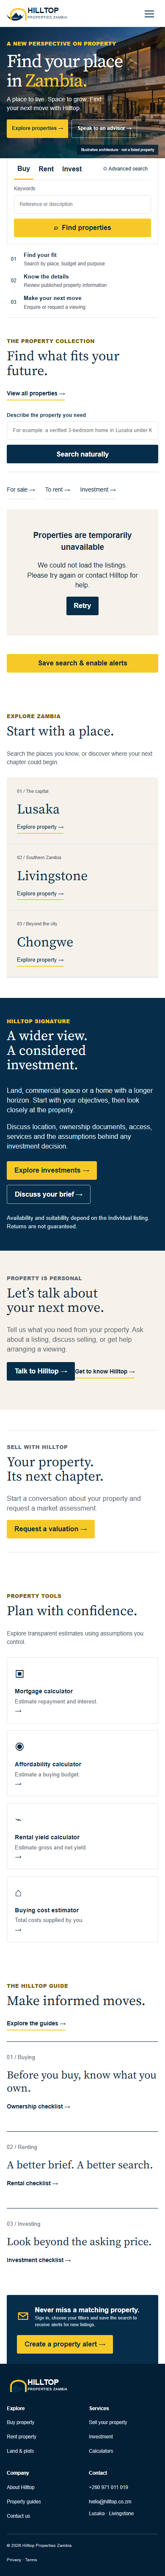 HILLTOP
PROPERTIES ZAMBIA
A NEW PERSPECTIVE ON PROPERTY
Find your place
in Zambia.
A place to live. Space to grow. Find
your next move with Hilltop.
Explore properties →
Speak to an advisor →
Illustrative architecture · not a listed property
Buy Rent Invest
Advanced search
Keywords
Reference or description
Find properties
01 Find your fit
Search by place, budget and purpose
02 Know the details
Review published property information
03 Make your next move
Enquire or request a viewing
THE PROPERTY COLLECTION
Find what fits your
future.
View all properties →
Describe the property you need
For example: a verified 3-bedroom home in Lusaka under K
Search naturally
For sale → To rent → Investment →
Properties are temporarily
unavailable
We could not load the listings.
Please try again or contact Hilltop for
help.
Retry
Save search & enable alerts
EXPLORE ZAMBIA
Start with a place.
Search the places you know, or discover where your next
chapter could begin.
01 / The capital
Lusaka
Explore property →
02 / Southern Zambia
Livingstone
Explore property →
03 / Beyond the city
Chongwe
Explore property →
HILLTOP SIGNATURE
A wider view.
A considered
investment.
Land, commercial space or a home with a longer
horizon. Start with your objectives, then look
closely at the property.
Discuss location, ownership documents, access,
services and the assumptions behind any
investment decision.
Explore investments →
Discuss your brief →
Availability and suitability depend on the individual listing.
Returns are not guaranteed.
PROPERTY IS PERSONAL
Let's talk about
your next move.
Tell us what you need from your property. Ask
about a listing, discuss selling, or get help
arranging a viewing.
Talk to Hilltop →
Get to know Hilltop →
SELL WITH HILLTOP
Your property.
Its next chapter.
Start a conversation about your property and
request a market assessment.
Request a valuation →
PROPERTY TOOLS
Plan with confidence.
Explore transparent estimates using assumptions you
control.
Mortgage calculator
Estimate repayment and interest.
→
Affordability calculator
Estimate a buying budget.
→
Rental yield calculator
Estimate gross and net yield.
→
Buying cost estimator
Total costs supplied by you.
→
THE HILLTOP GUIDE
Make informed moves.
Explore the guides →
01 / Buying
Before you buy, know what you
own.
Ownership checklist →
02 / Renting
A better brief. A better search.
Rental checklist →
03 / Investing
Look beyond the asking price.
Investment checklist →
Never miss a matching property.
Sign in, choose your filters and save the search to
receive alerts for new listings.
Create a property alert →
HILLTOP
PROPERTIES ZAMBIA
Explore
Buy property
Rent property
Land & plots
Services
Sell your property
Investment
Calculators
Company
About Hilltop
Property guides
Contact us
Contact
+260 971 011 019
hello@hilltop.co.zm
Lusaka · Livingstone
© 2026 Hilltop Properties Zambia
Privacy · Terms